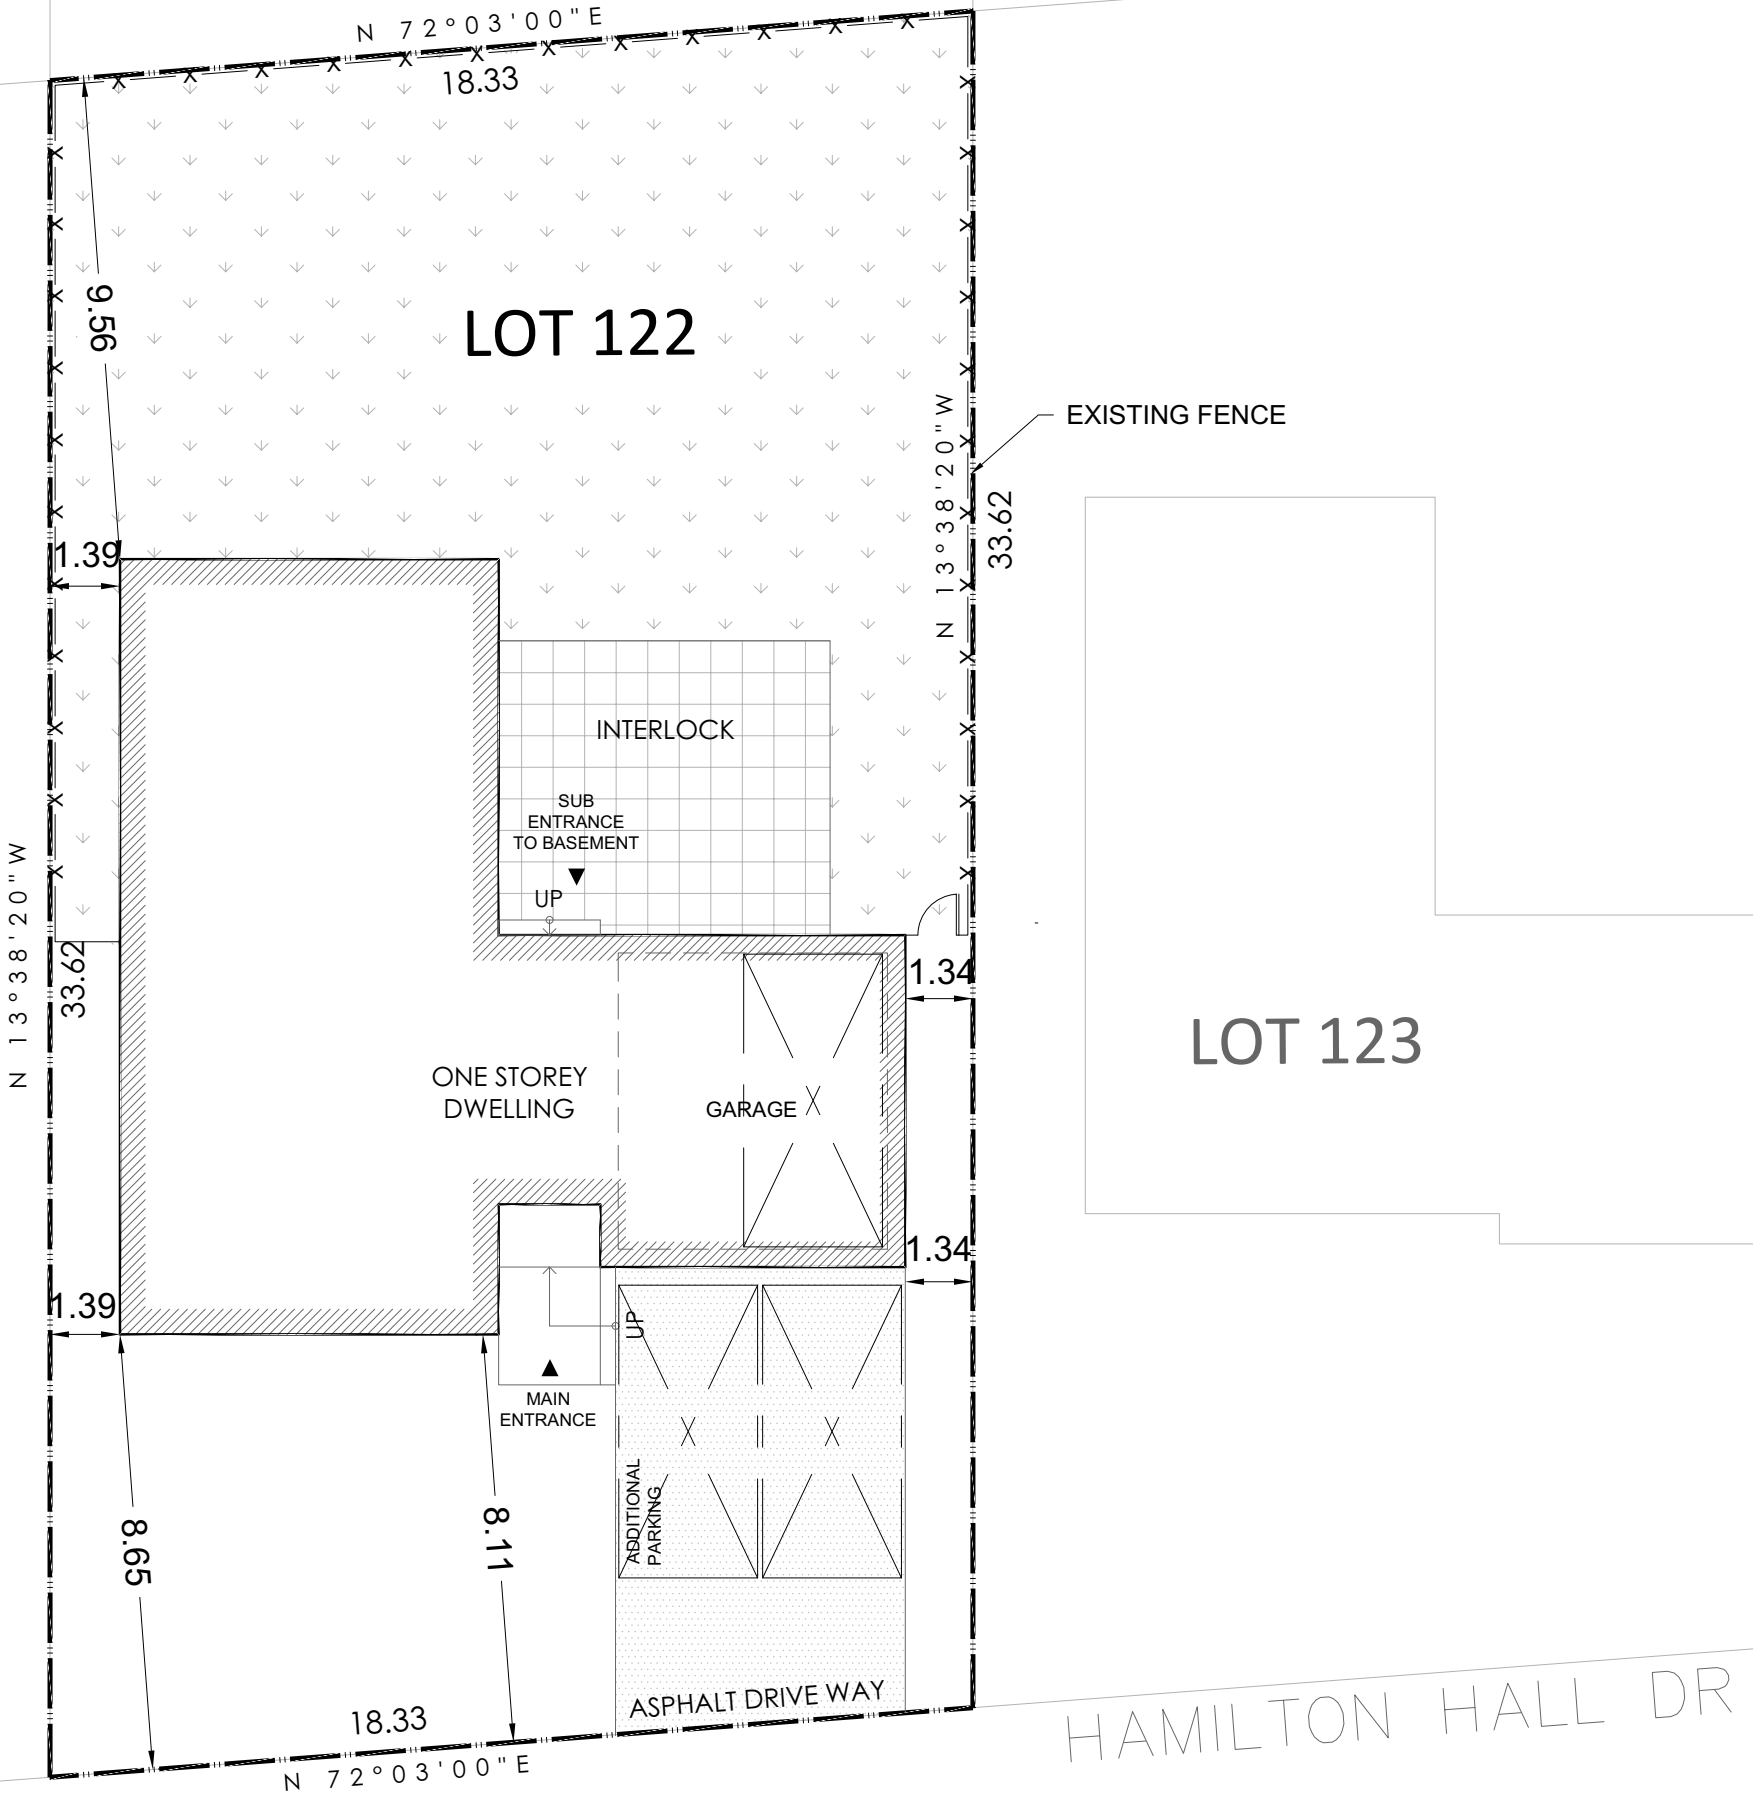 N 72°03'00"E
18.33
9.56
LOT 122
N 13°38'20"W
33.62
EXISTING FENCE
1.39
INTERLOCK
SUB
ENTRANCE
TO BASEMENT
UP
N 13°38'20"W
33.62
1.34
LOT 123
ONE STOREY
DWELLING
GARAGE
1.34
1.39
UP
MAIN
ENTRANCE
ADDITIONAL
PARKING
8.65
8.11
ASPHALT DRIVE WAY
18.33
N 72°03'00"E
HAMILTON HALL DR